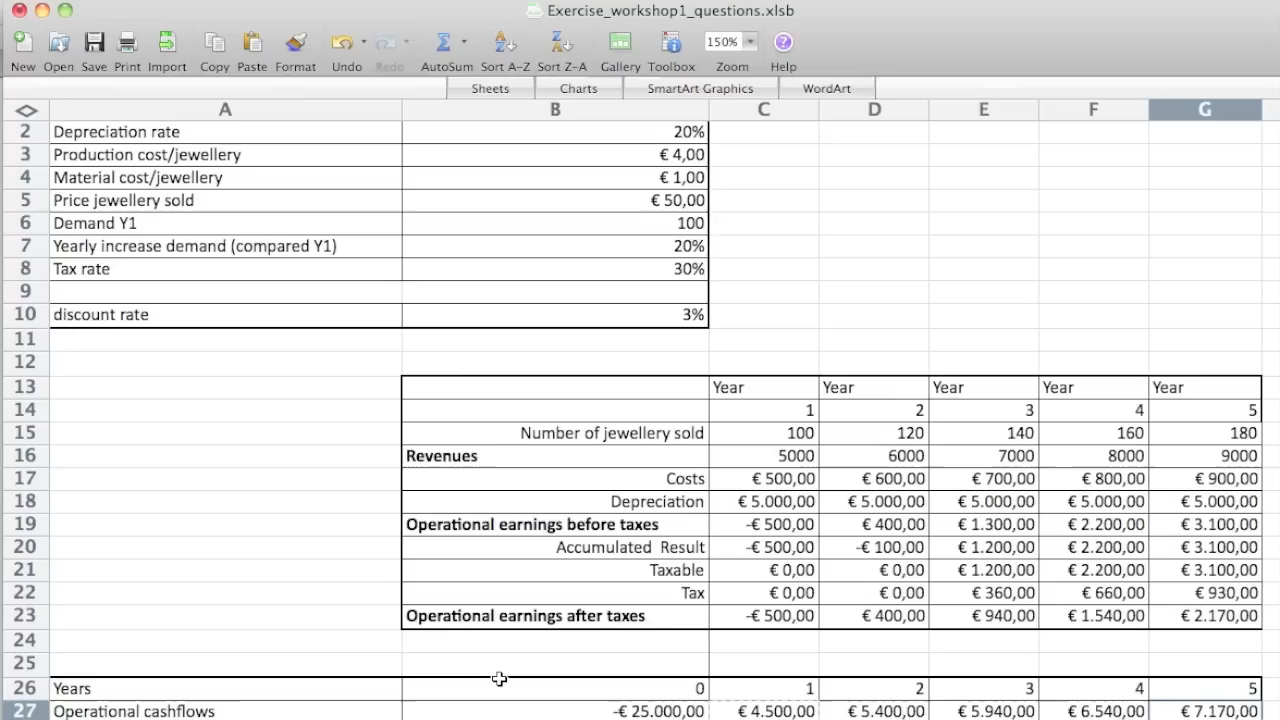 Exercise_workshop1_questions.xlsb
New Open Save Print Import Copy Paste Format Undo Redo AutoSum Sort A-Z Sort Z-A Gallery Toolbox 150% Zoom Help
Sheets Charts SmartArt Graphics WordArt
A B C D E F G
2 Depreciation rate 20%
3 Production cost/jewellery € 4,00
4 Material cost/jewellery € 1,00
5 Price jewellery sold € 50,00
6 Demand Y1 100
7 Yearly increase demand (compared Y1) 20%
8 Tax rate 30%
9
10 discount rate 3%
11
12
13 Year Year Year Year Year
14 1 2 3 4 5
15 Number of jewellery sold 100 120 140 160 180
16 Revenues 5000 6000 7000 8000 9000
17 Costs € 500,00 € 600,00 € 700,00 € 800,00 € 900,00
18 Depreciation € 5.000,00 € 5.000,00 € 5.000,00 € 5.000,00 € 5.000,00
19 Operational earnings before taxes -€ 500,00 € 400,00 € 1.300,00 € 2.200,00 € 3.100,00
20 Accumulated Result -€ 500,00 -€ 100,00 € 1.200,00 € 2.200,00 € 3.100,00
21 Taxable € 0,00 € 0,00 € 1.200,00 € 2.200,00 € 3.100,00
22 Tax € 0,00 € 0,00 € 360,00 € 660,00 € 930,00
23 Operational earnings after taxes -€ 500,00 € 400,00 € 940,00 € 1.540,00 € 2.170,00
24
25
26 Years 0 1 2 3 4 5
27 Operational cashflows -€ 25.000,00 € 4.500,00 € 5.400,00 € 5.940,00 € 6.540,00 € 7.170,00